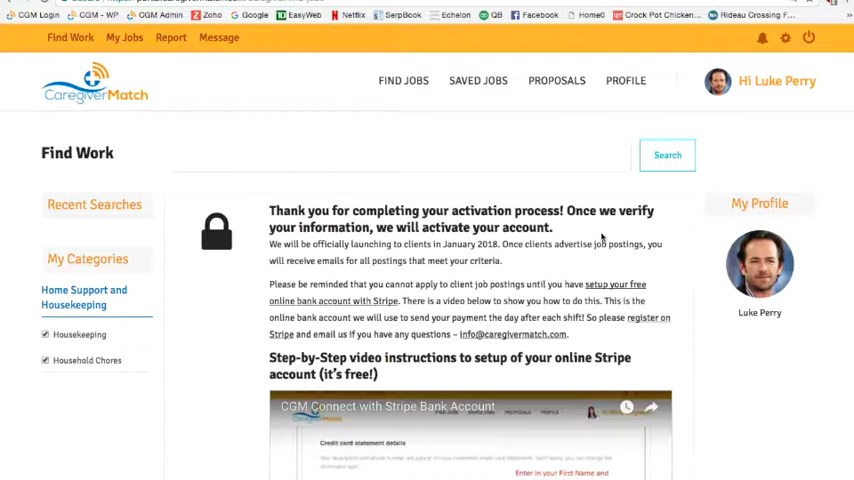 CGM Login CGM - WP CGM Admin Zoho Google EasyWeb Netflix SerpBook Echelon QB Facebook Home0 Crock Pot Chicken... Rideau Crossing F...
Find Work My Jobs Report Message
CaregiverMatch
FIND JOBS SAVED JOBS PROPOSALS PROFILE
Hi Luke Perry
Find Work
Search
Recent Searches
My Categories
Home Support and
Housekeeping
Housekeeping
Household Chores
Thank you for completing your activation process! Once we verify
your information, we will activate your account.
We will be officially launching to clients in January 2018. Once clients advertise job postings, you
will receive emails for all postings that meet your criteria.
Please be reminded that you cannot apply to client job postings until you have setup your free
online bank account with Stripe. There is a video below to show you how to do this. This is the
online bank account we will use to send your payment the day after each shift! So please register on
Stripe and email us if you have any questions – info@caregivermatch.com.
Step-by-Step video instructions to setup of your online Stripe
account (it's free!)
CGM Connect with Stripe Bank Account
Credit card statement details
Enter in your First Name and
My Profile
Luke Perry